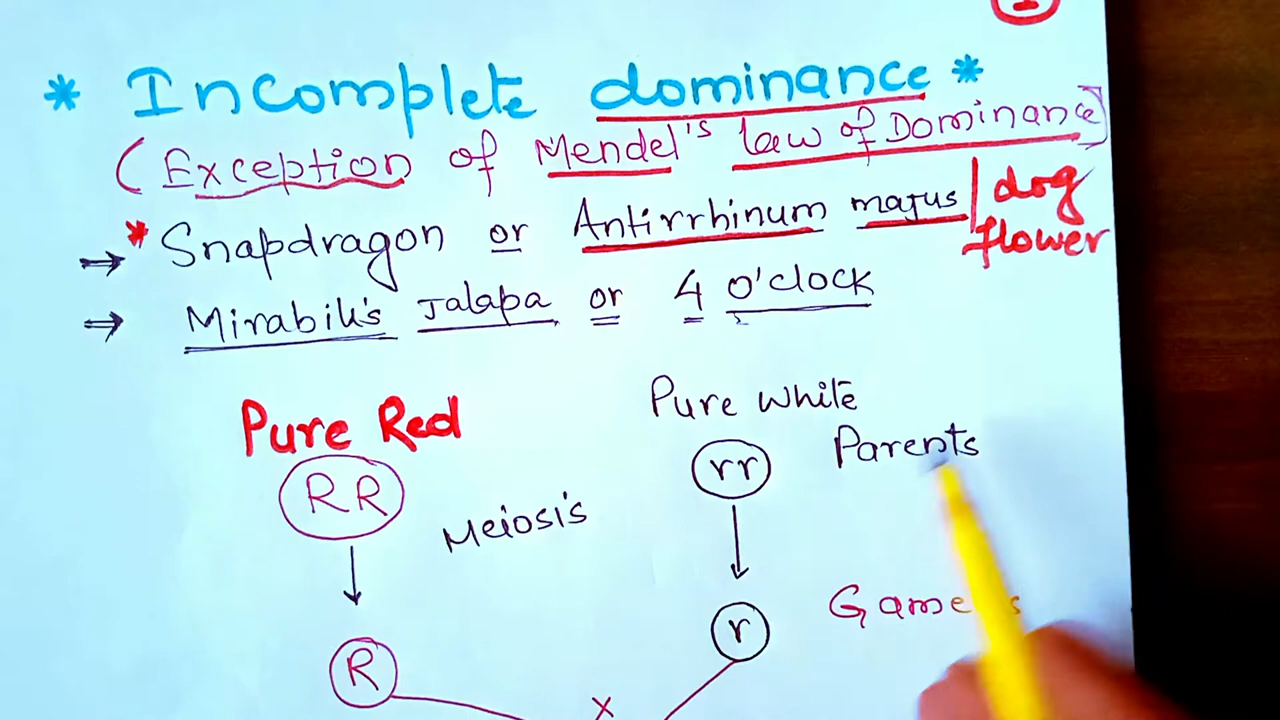 * Incomplete dominance *
(Exception of Mendel's law of Dominance)
* Snapdragon or Antirrhinum majus / dog flower
⇒ Mirabilis Jalapa or 4 O'clock
Pure Red Pure White
RR rr Parents
Meiosis
R r
x